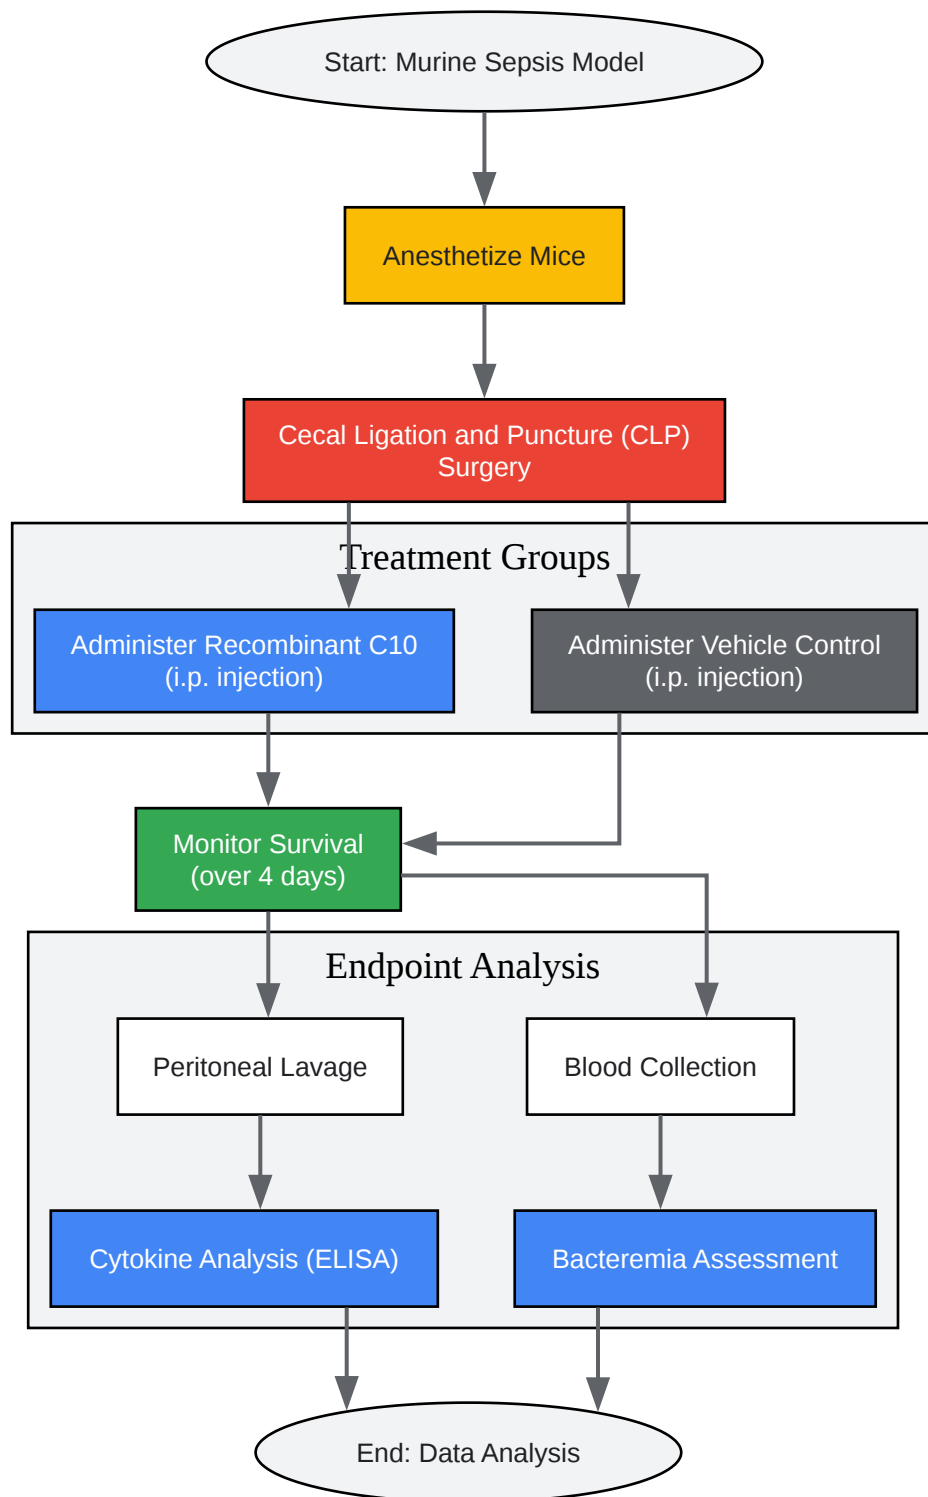 Start: Murine Sepsis Model
Anesthetize Mice
Cecal Ligation and Puncture (CLP)
Surgery
Treatment Groups
Administer Recombinant C10
(i.p. injection)
Administer Vehicle Control
(i.p. injection)
Monitor Survival
(over 4 days)
Endpoint Analysis
Peritoneal Lavage
Blood Collection
Cytokine Analysis (ELISA)
Bacteremia Assessment
End: Data Analysis